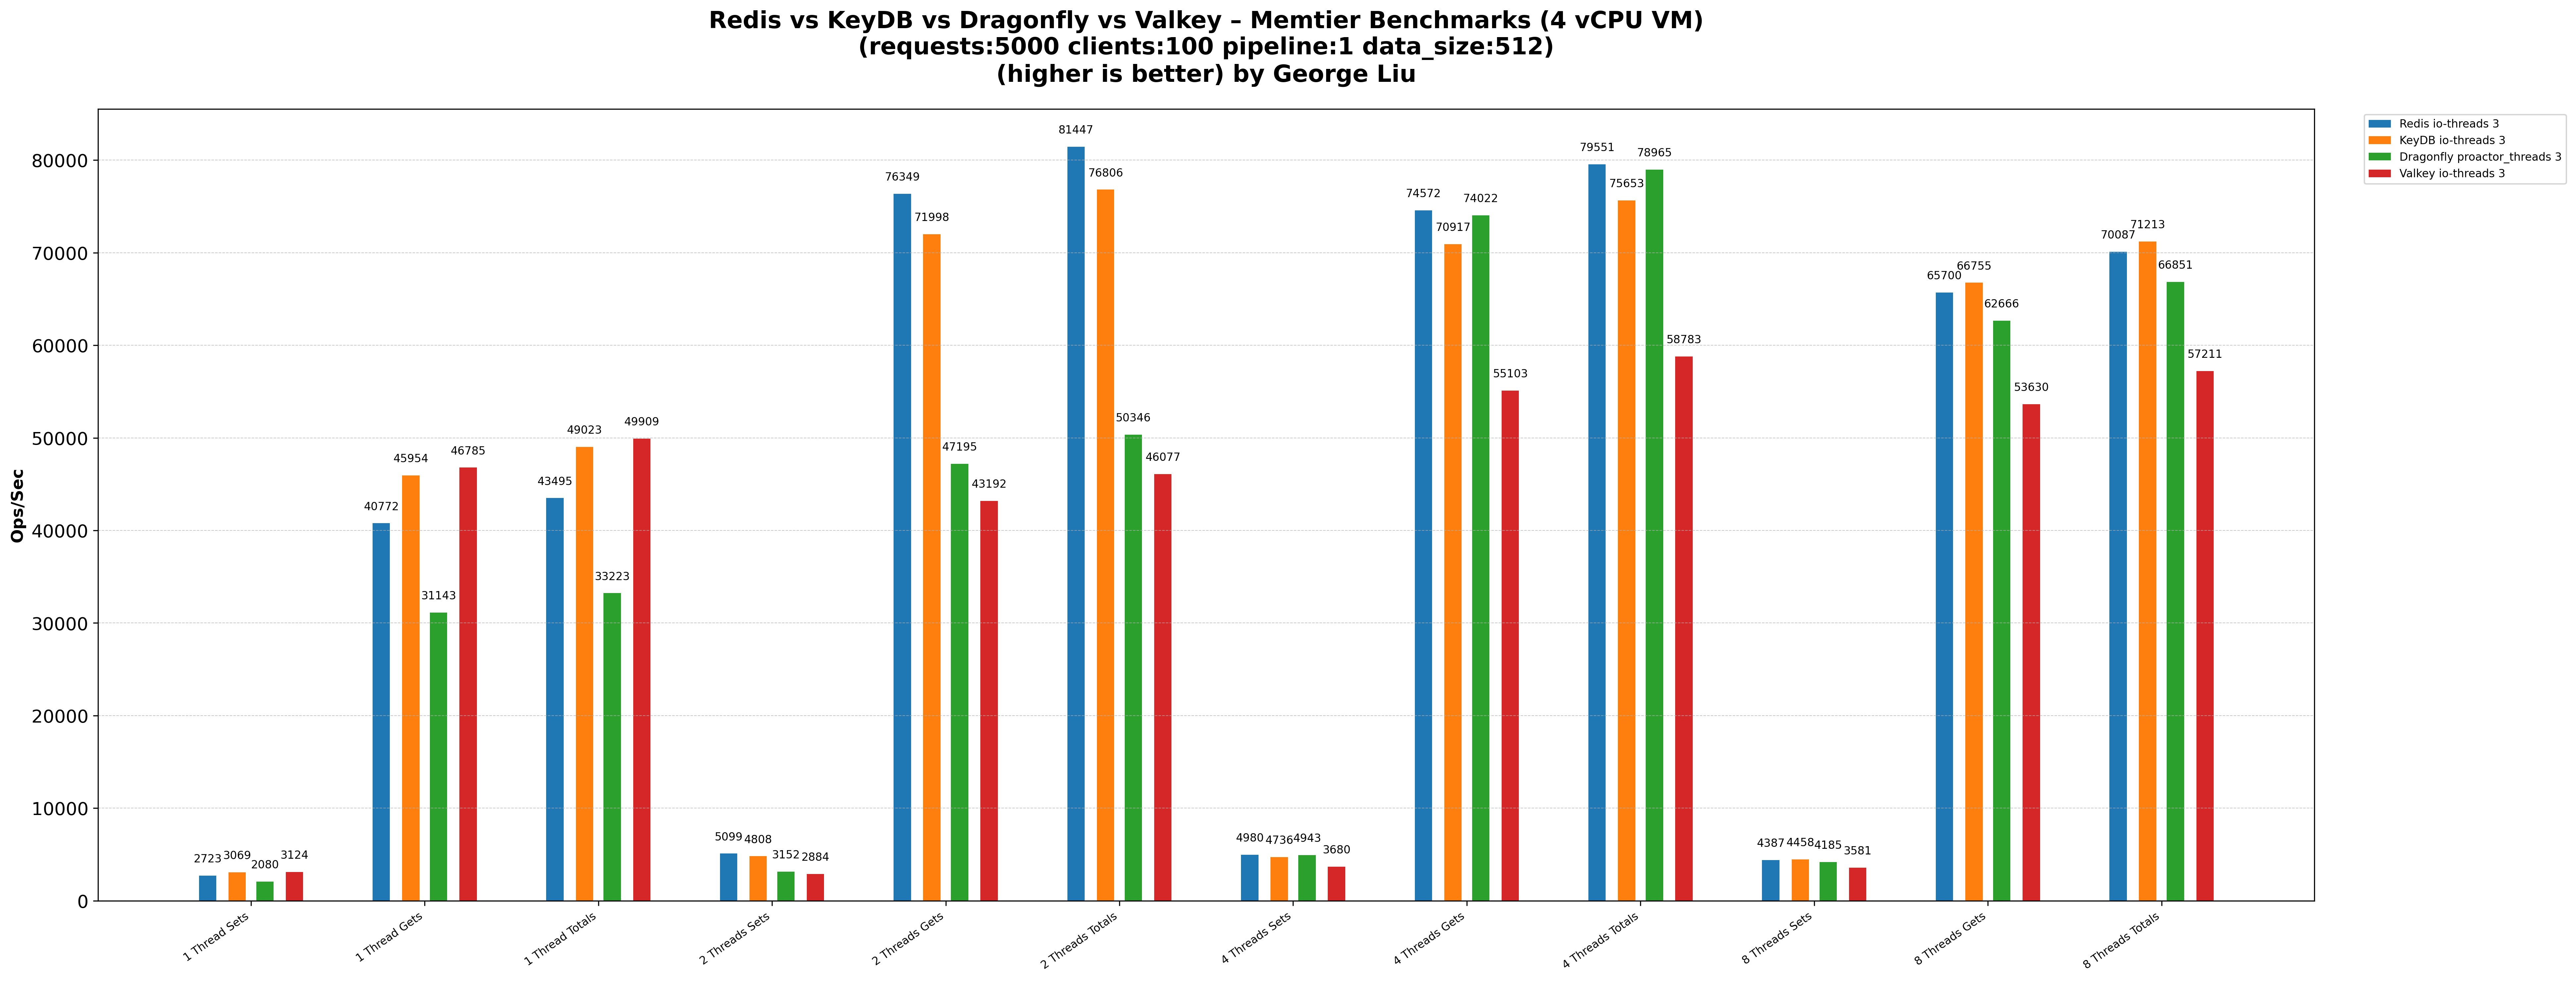 Redis vs KeyDB vs Dragonfly vs Valkey – Memtier Benchmarks (4 vCPU VM)
(requests:5000 clients:100 pipeline:1 data_size:512)
(higher is better) by George Liu
Redis io-threads 3
KeyDB io-threads 3
Dragonfly proactor_threads 3
Valkey io-threads 3
Ops/Sec
80000
70000
60000
50000
40000
30000
20000
10000
0
2723 3069 2080 3124
40772 45954 31143 46785
43495 49023 33223 49909
5099 4808 3152 2884
76349 71998 47195 43192
81447 76806 50346 46077
4980 4736 4943 3680
74572 70917 74022 55103
79551 75653 78965 58783
4387 4458 4185 3581
65700 66755 62666 53630
70087 71213 66851 57211
1 Thread Sets
1 Thread Gets
1 Thread Totals
2 Threads Sets
2 Threads Gets
2 Threads Totals
4 Threads Sets
4 Threads Gets
4 Threads Totals
8 Threads Sets
8 Threads Gets
8 Threads Totals